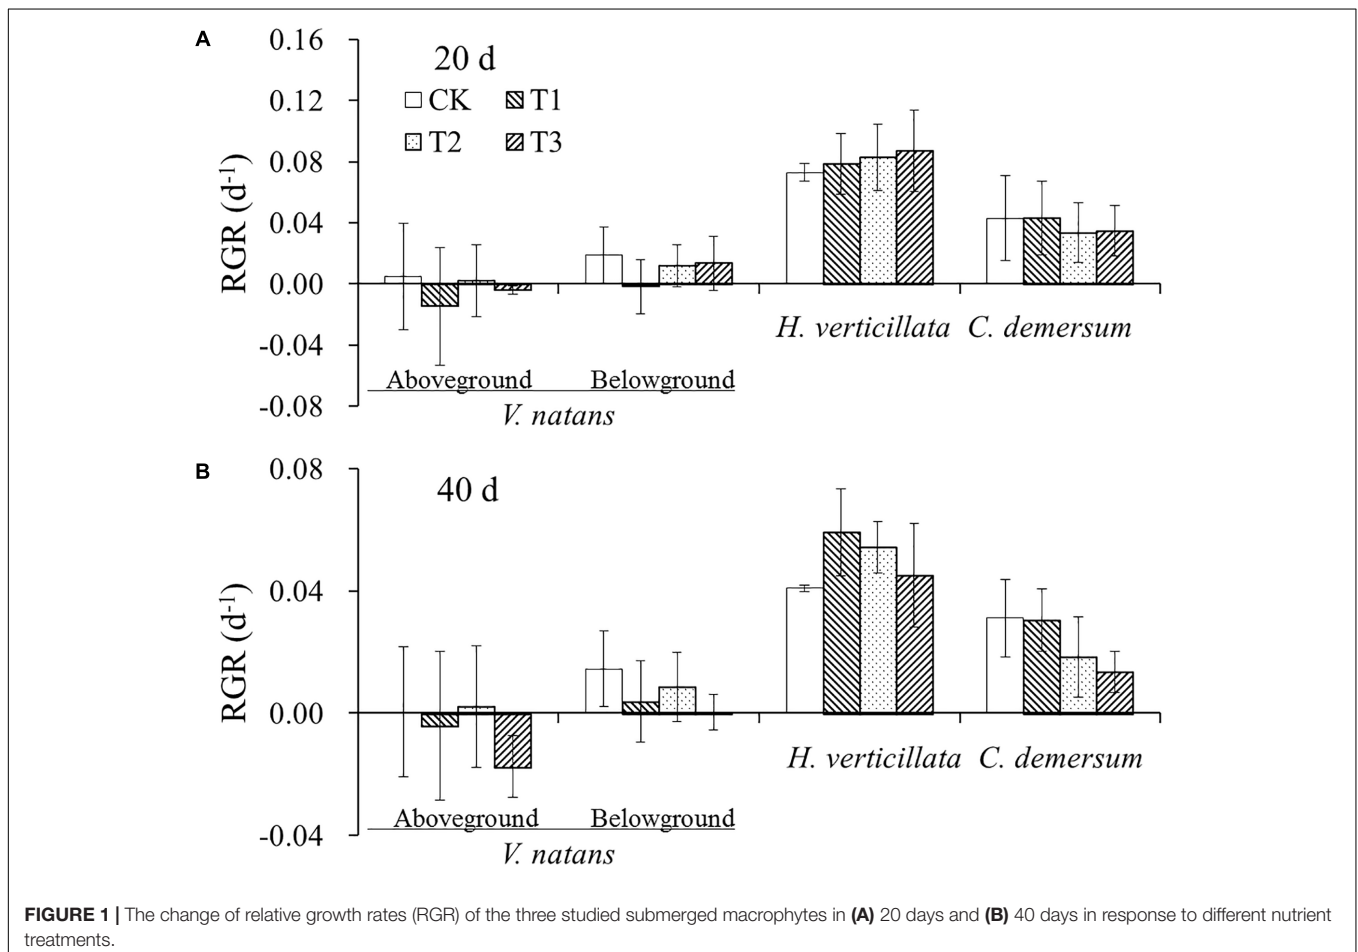 A
0.16
0.12
0.08
0.04
0.00
-0.04
-0.08
RGR (d-1)
20 d
CK T1
T2 T3
H. verticillata C. demersum
Aboveground Belowground
V. natans
B
0.08
0.04
0.00
-0.04
RGR (d-1)
40 d
H. verticillata C. demersum
Aboveground Belowground
V. natans
FIGURE 1 | The change of relative growth rates (RGR) of the three studied submerged macrophytes in (A) 20 days and (B) 40 days in response to different nutrient
treatments.